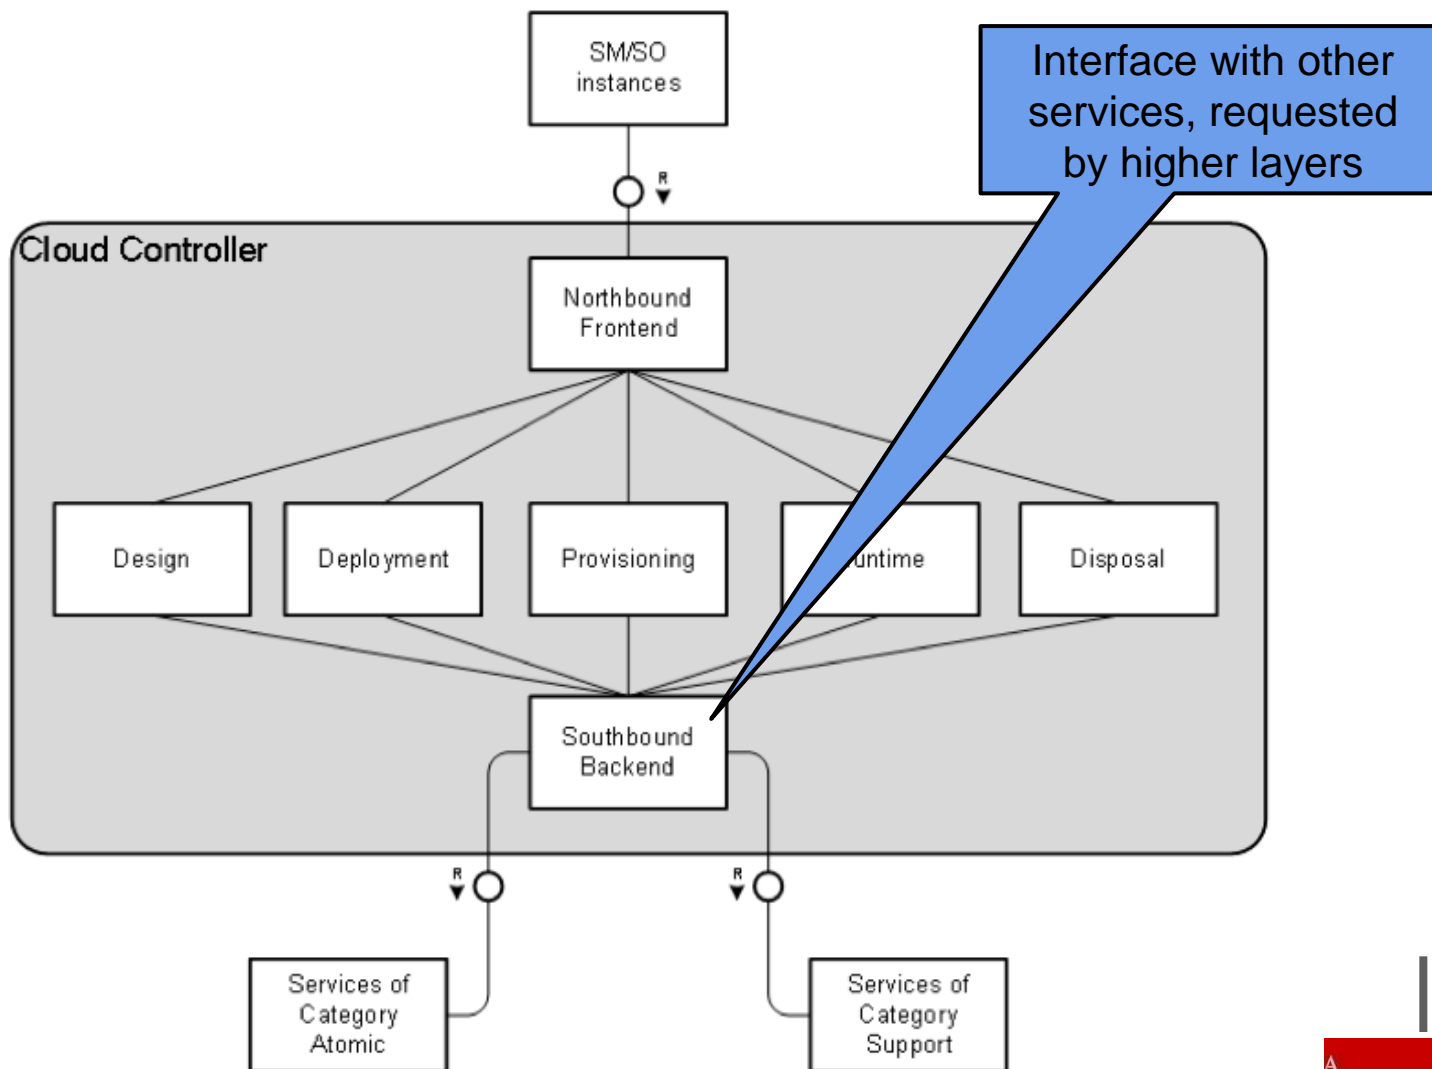 SM/SO
instances
Interface with other
services, requested
by higher layers
R
Cloud Controller
Northbound
Frontend
Design
Deployment
Provisioning
untime
Disposal
Southbound
Backend
R
R
Services of
Category
Atomic
Services of
Category
Support
A